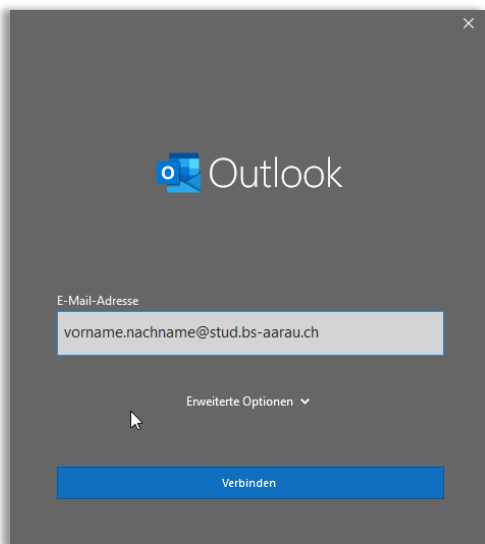 Outlook
E-Mail-Adresse
vorname.nachname@stud.bs-aarau.ch
Erweiterte Optionen
Verbinden